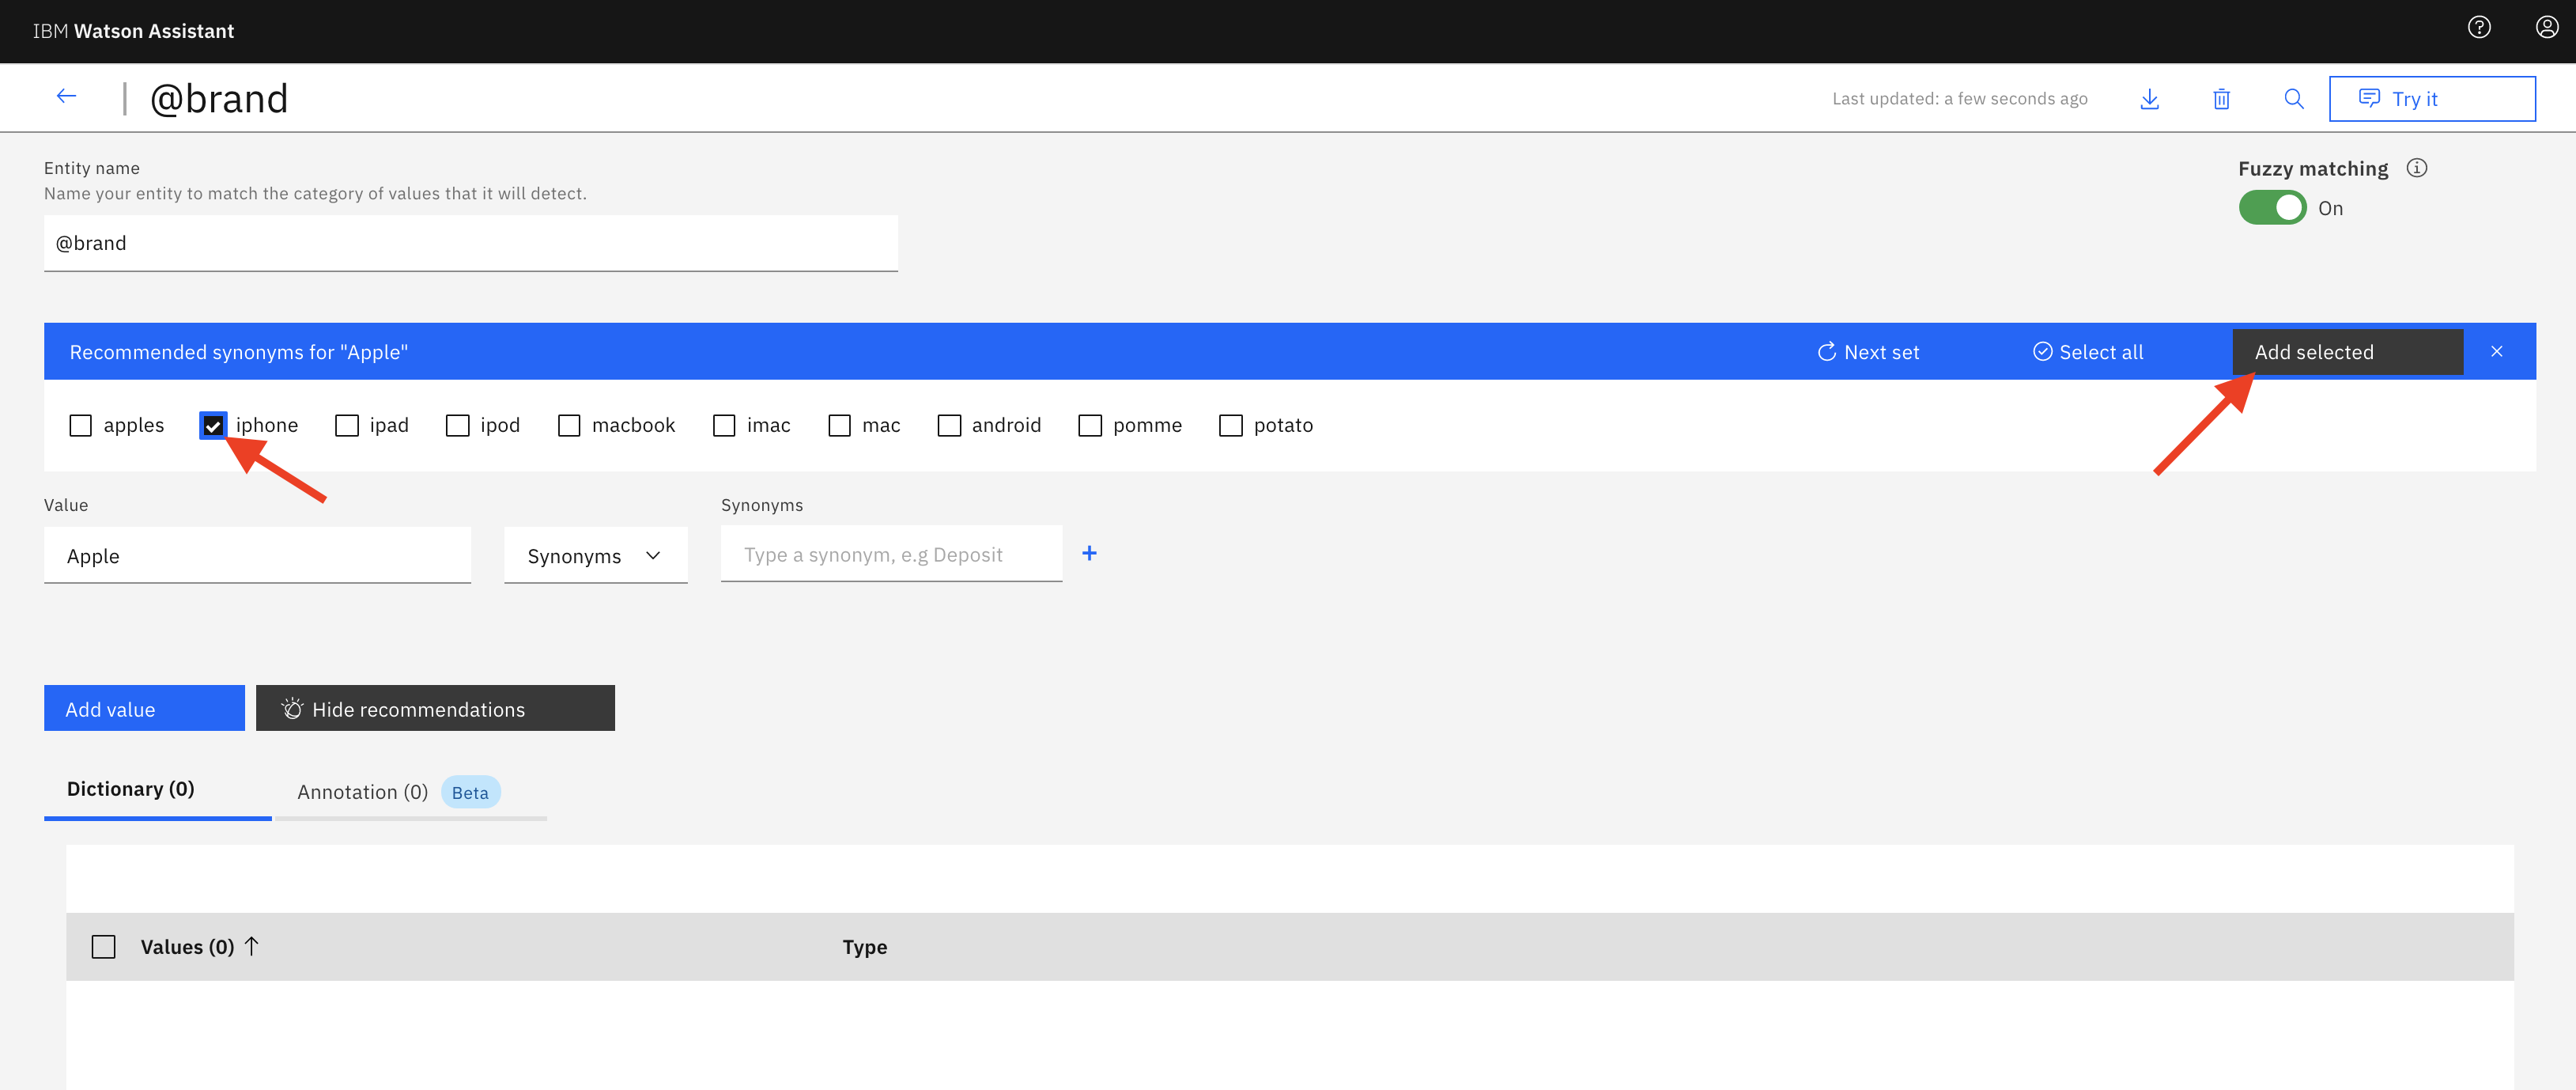 IBM Watson Assistant
@brand
Last updated: a few seconds ago
Try it
Entity name
Name your entity to match the category of values that it will detect.
@brand
Fuzzy matching
On
Recommended synonyms for "Apple"
Next set
Select all
Add selected
apples iphone ipad ipod macbook imac mac android pomme potato
Value
Synonyms
Apple
Synonyms
Type a synonym, e.g Deposit
Add value
Hide recommendations
Dictionary (0)
Annotation (0) Beta
Values (0)
Type